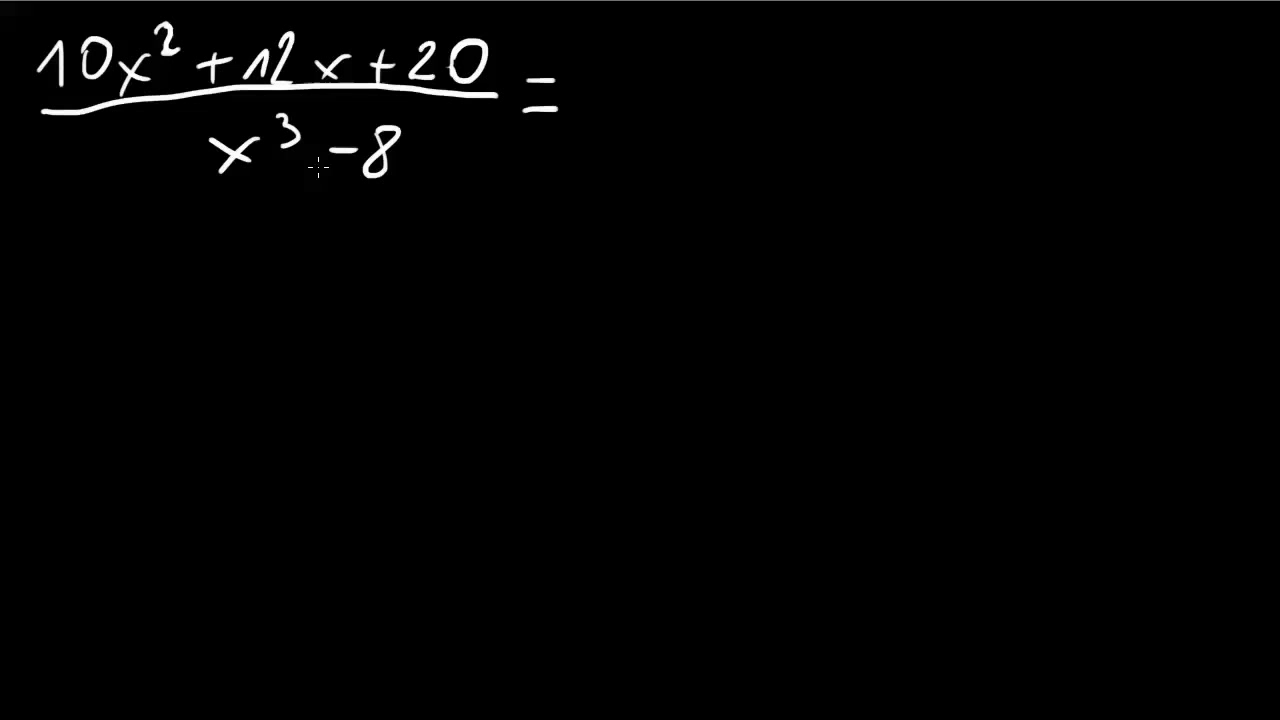 10x² + 12x + 20 =
x³ - 8